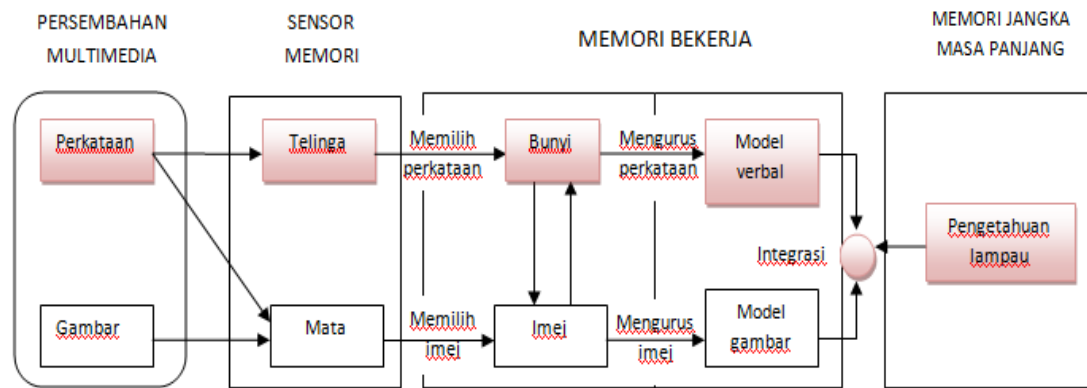 PERSEMBAHAN
MULTIMEDIA
SENSOR
MEMORI
MEMORI BEKERJA
MEMORI JANGKA
MASA PANJANG
Perkataan
Telinga
Memilih
perkataan
Bunyi
Mengurus
perkataan
Model
verbal
Integrasi
Pengetahuan
lampau
Gambar
Mata
Memilih
imej
Imej
Mengurus
imej
Model
gambar